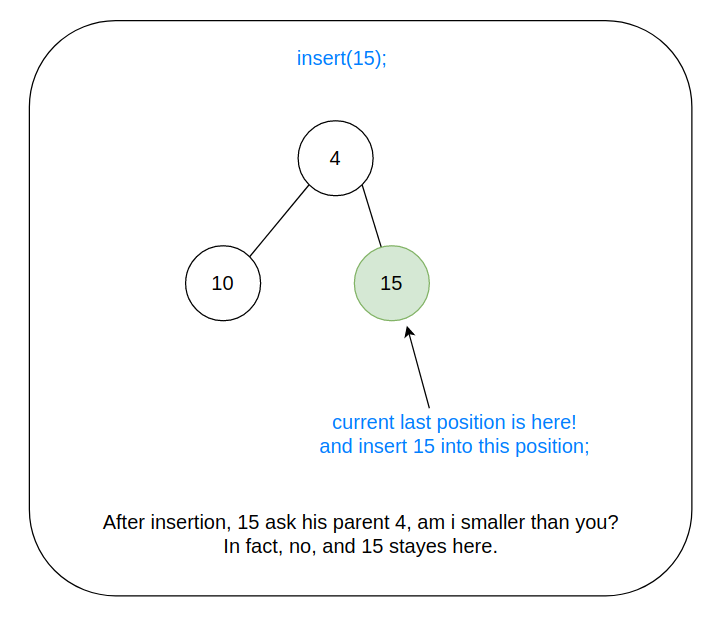 insert(15);
4
10
15
current last position is here!
and insert 15 into this position;
After insertion, 15 ask his parent 4, am i smaller than you?
In fact, no, and 15 stayes here.